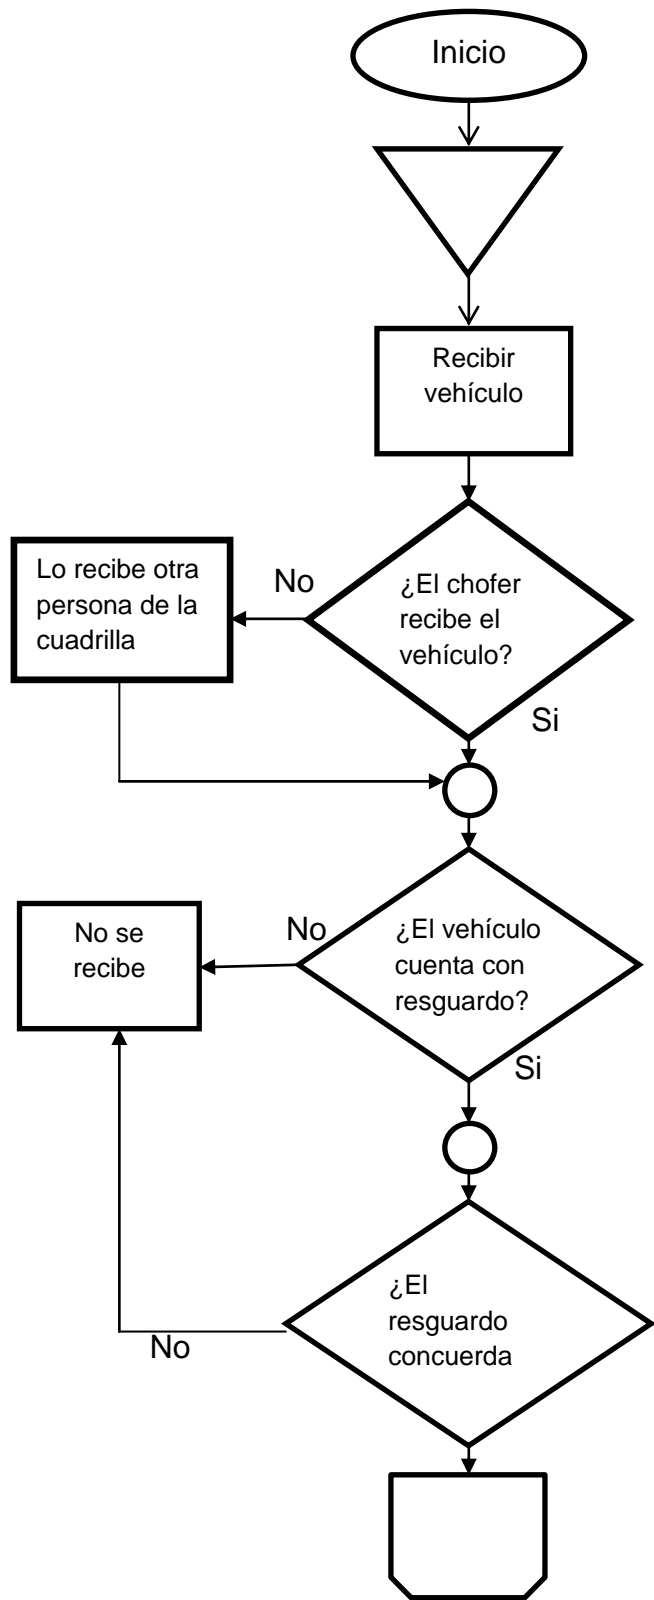 Inicio
Recibir
vehículo
Lo recibe otra
persona de la
cuadrilla
No
¿El chofer
recibe el
vehículo?
Si
No se
recibe
No
¿El vehículo
cuenta con
resguardo?
Si
¿El
resguardo
concuerda
No